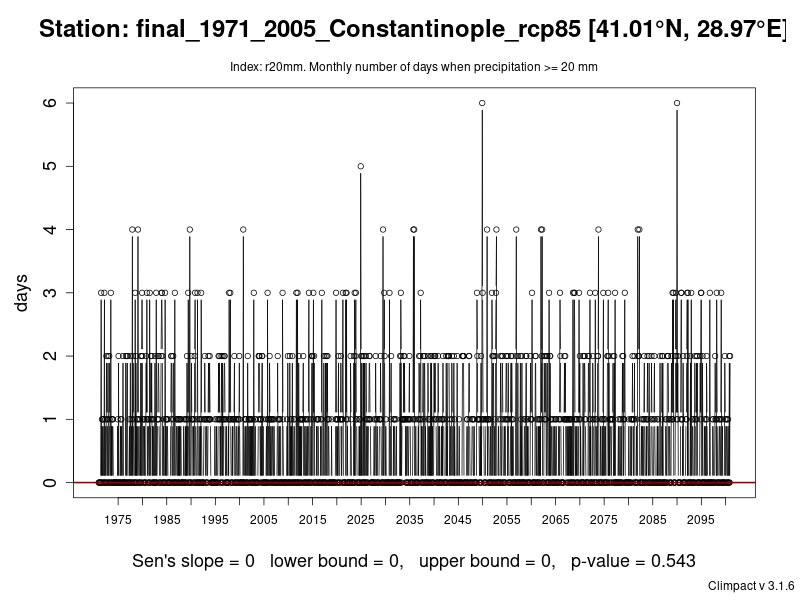 Station: final_1971_2005_Constantinople_rcp85 [41.01°N, 28.97°E]
Index: r20mm. Monthly number of days when precipitation >= 20 mm
6
5
4
3
2
1
0
days
1975 1985 1995 2005 2015 2025 2035 2045 2055 2065 2075 2085 2095
Sen's slope = 0 lower bound = 0, upper bound = 0, p-value = 0.543
Climpact v 3.1.6